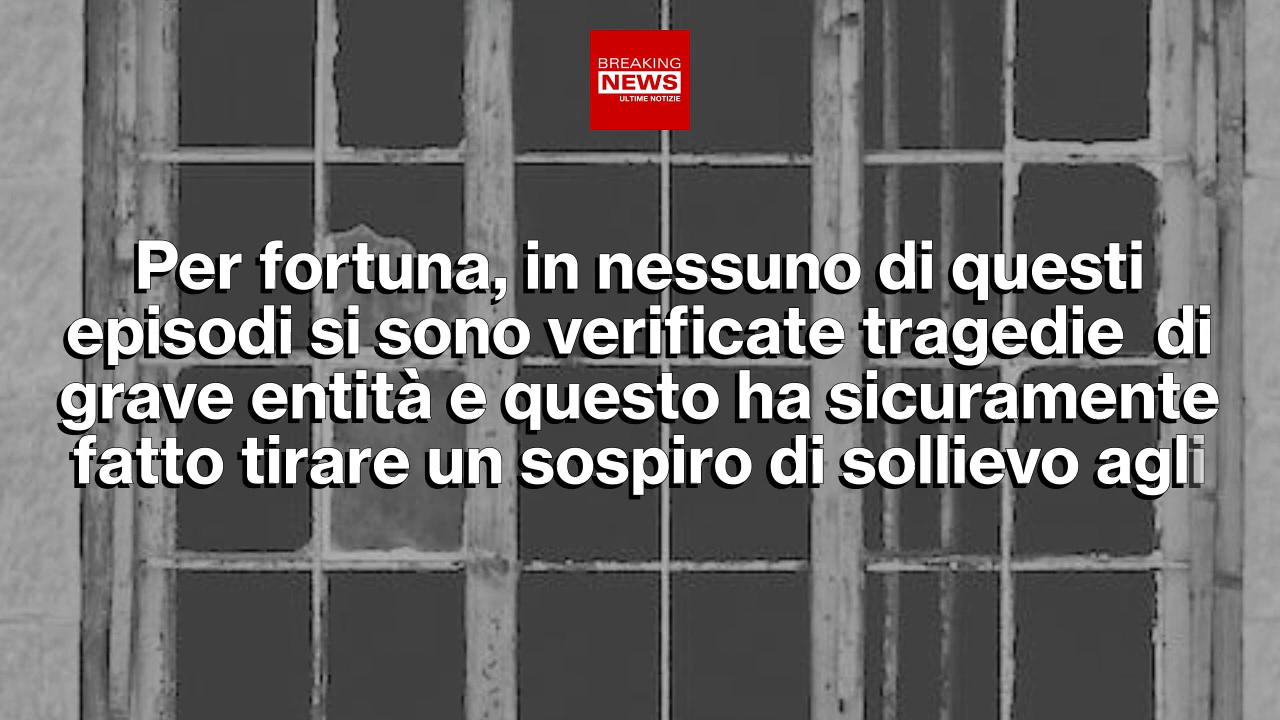 BREAKING
NEWS
ULTIME NOTIZIE
Per fortuna, in nessuno di questi
episodi si sono verificate tragedie  di
grave entità e questo ha sicuramente
fatto tirare un sospiro di sollievo agli